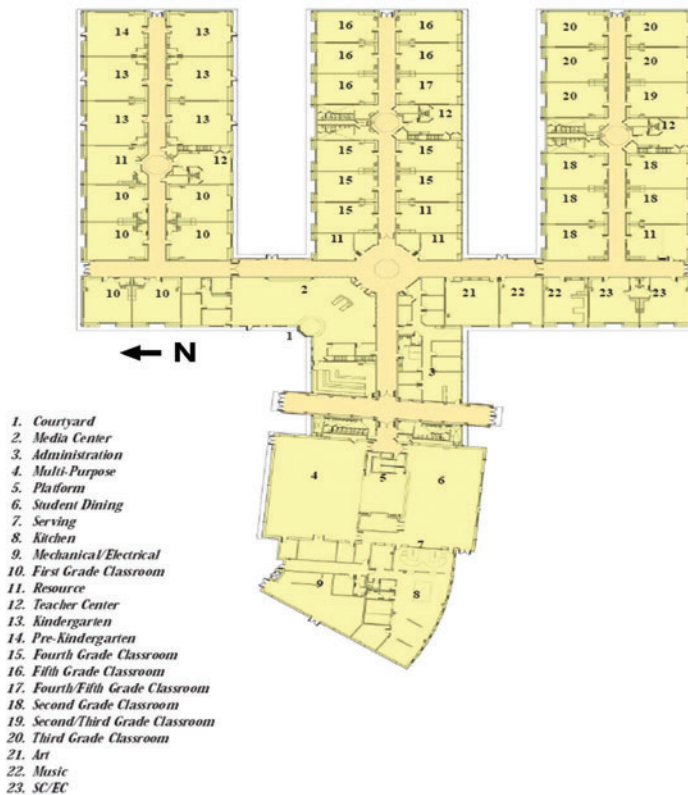 14 13 16 16 20 20
13 13 16 16 20 20
13 13 16 17 20 19
11 12 12 12
15 15 18 18
10 10 15 15 18 18
10 10 15 11 18 11
11 11
10 10 2 21 22 22 23 23
1
N
3
4 5 6
7
9 8
1. Courtyard
2. Media Center
3. Administration
4. Multi-Purpose
5. Platform
6. Student Dining
7. Serving
8. Kitchen
9. Mechanical/Electrical
10. First Grade Classroom
11. Resource
12. Teacher Center
13. Kindergarten
14. Pre-Kindergarten
15. Fourth Grade Classroom
16. Fifth Grade Classroom
17. Fourth/Fifth Grade Classroom
18. Second Grade Classroom
19. Second/Third Grade Classroom
20. Third Grade Classroom
21. Art
22. Music
23. SC/EC